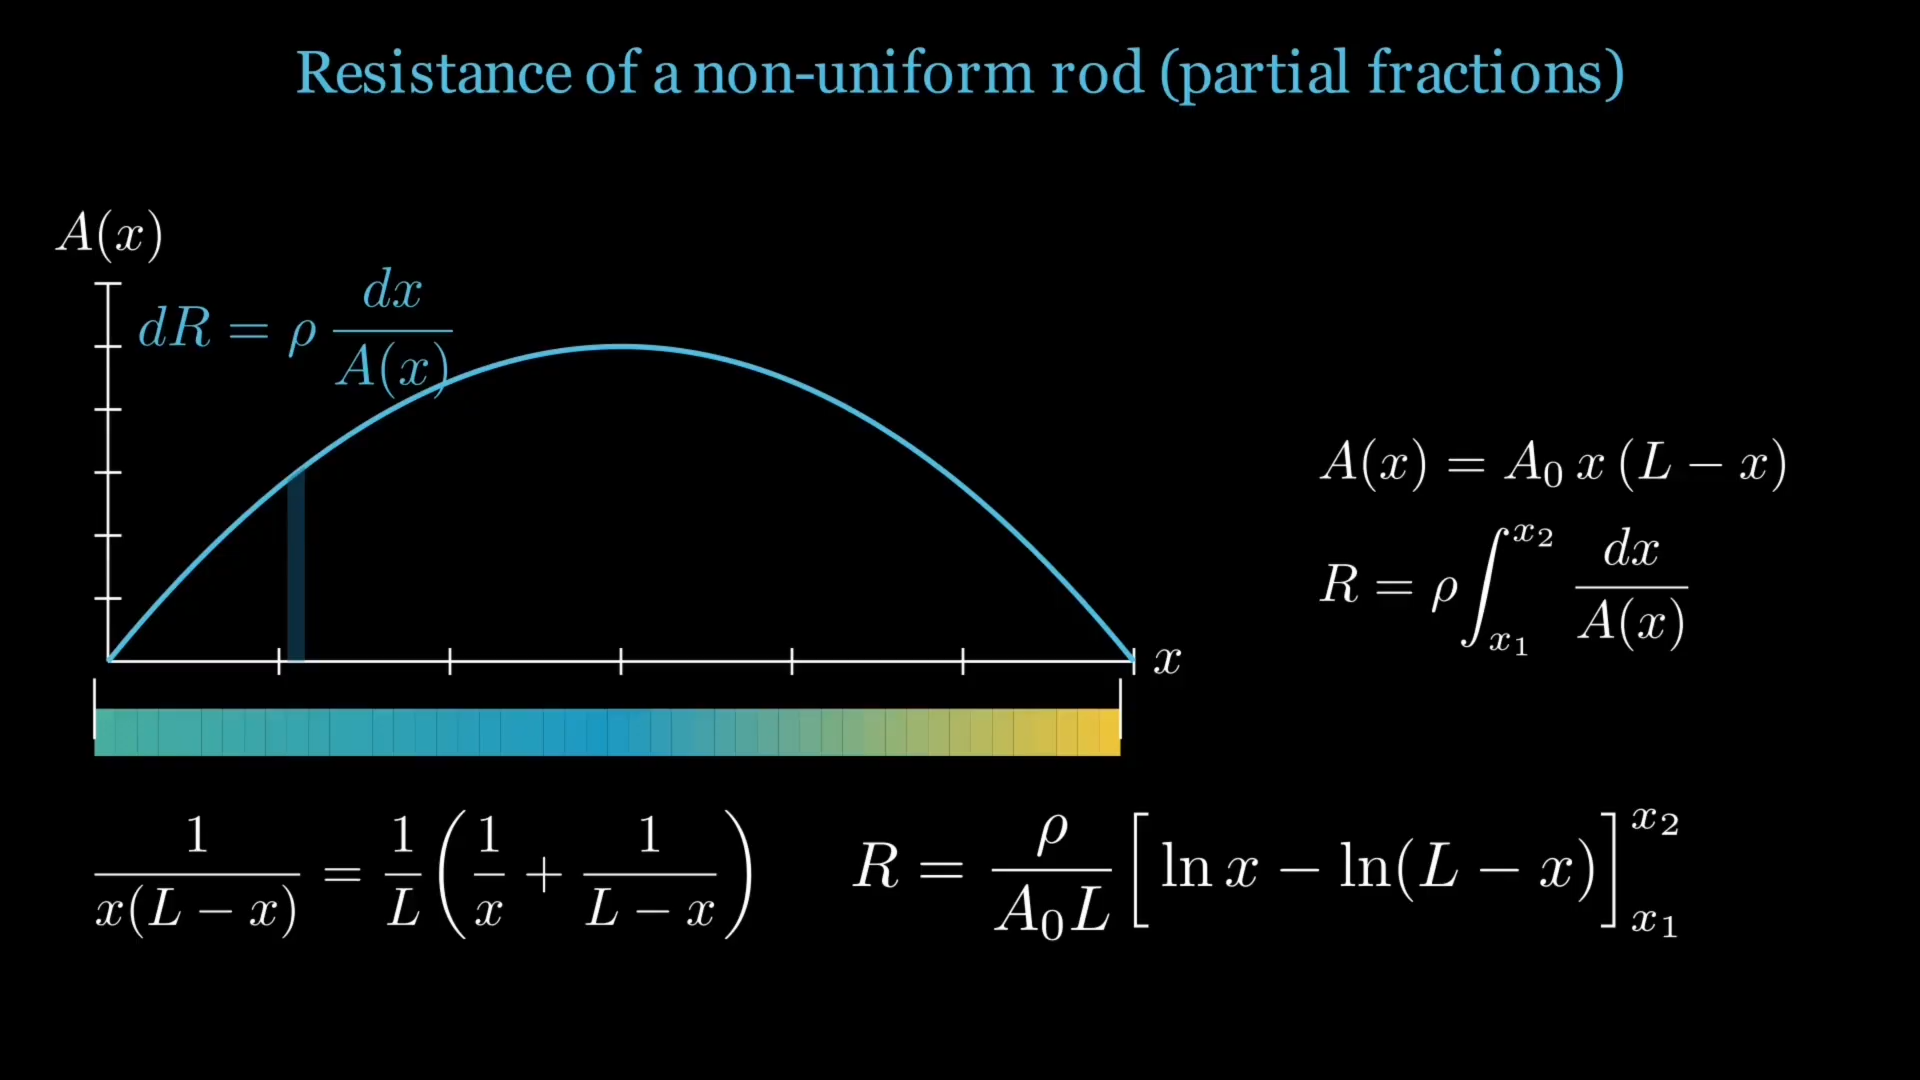 Resistance of a non-uniform rod (partial fractions)
A(x)
dR = ρ dx/A(x)
A(x) = A₀ x (L − x)
R = ρ ∫_{x₁}^{x₂} dx/A(x)
x
1/(x(L − x)) = 1/L (1/x + 1/(L − x))
R = ρ/(A₀L) [ln x − ln(L − x)]_{x₁}^{x₂}